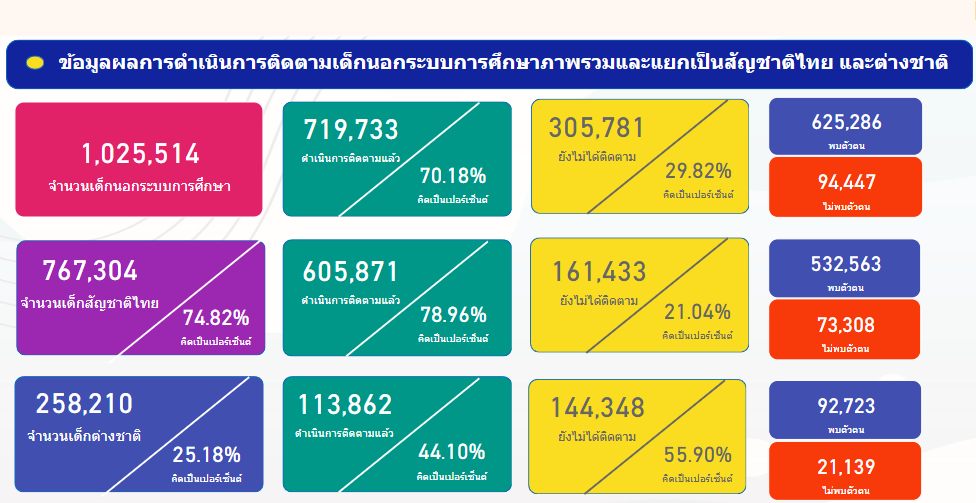 ข้อมูลผลการดำเนินการติดตามเด็กนอกระบบการศึกษาภาพรวมและแยกเป็นสัญชาติไทย และต่างชาติ
1,025,514
จำนวนเด็กนอกระบบการศึกษา
719,733
ดำเนินการติดตามแล้ว
70.18%
คิดเป็นเปอร์เซ็นต์
305,781
ยังไม่ได้ติดตาม
29.82%
คิดเป็นเปอร์เซ็นต์
625,286
พบตัวตน
94,447
ไม่พบตัวตน
767,304
จำนวนเด็กสัญชาติไทย
74.82%
คิดเป็นเปอร์เซ็นต์
605,871
ดำเนินการติดตามแล้ว
78.96%
คิดเป็นเปอร์เซ็นต์
161,433
ยังไม่ได้ติดตาม
21.04%
คิดเป็นเปอร์เซ็นต์
532,563
พบตัวตน
73,308
ไม่พบตัวตน
258,210
จำนวนเด็กต่างชาติ
25.18%
คิดเป็นเปอร์เซ็นต์
113,862
ดำเนินการติดตามแล้ว
44.10%
คิดเป็นเปอร์เซ็นต์
144,348
ยังไม่ได้ติดตาม
55.90%
คิดเป็นเปอร์เซ็นต์
92,723
พบตัวตน
21,139
ไม่พบตัวตน